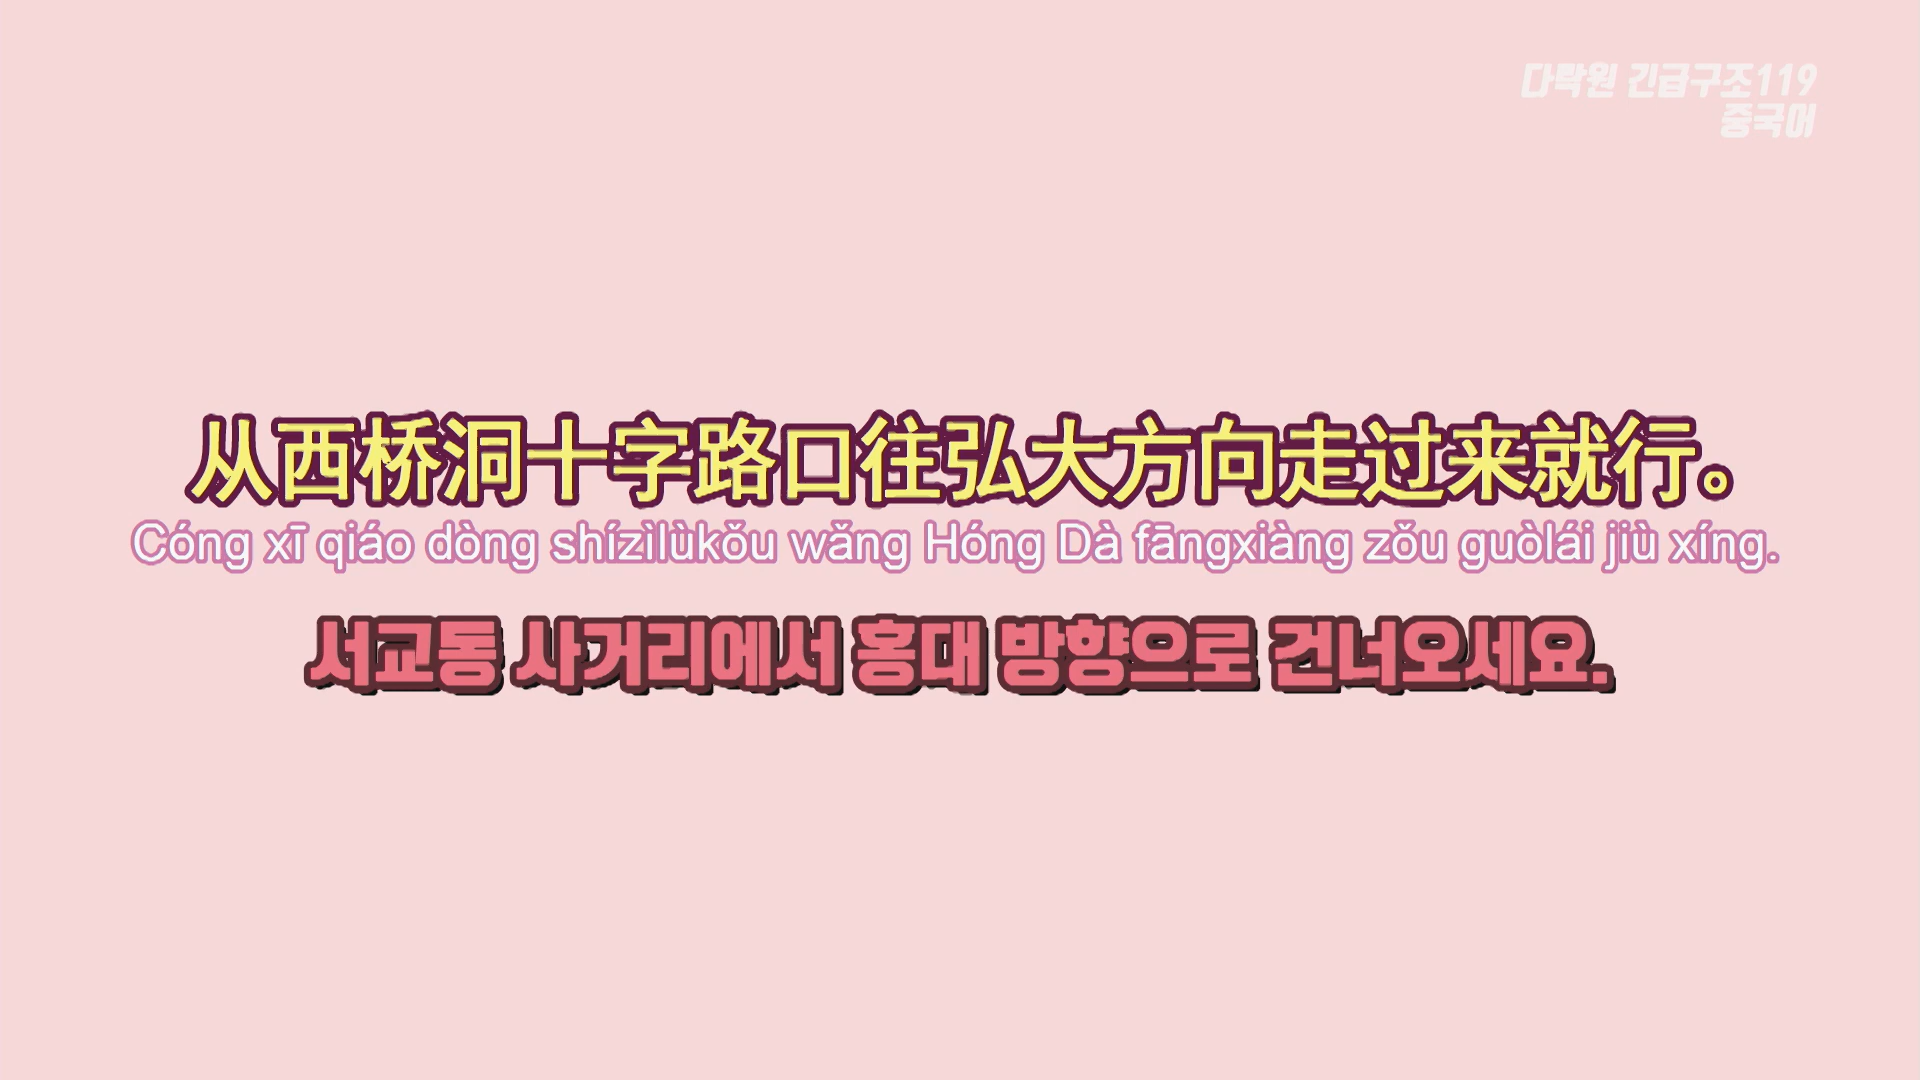 다락원 긴급구조119
중국어
从西桥洞十字路口往弘大方向走过来就行。
Cóng xī qiáo dòng shízìlùkǒu wǎng Hóng Dà fāngxiàng zǒu guòlái jiù xíng.
서교동 사거리에서 홍대 방향으로 건너오세요.